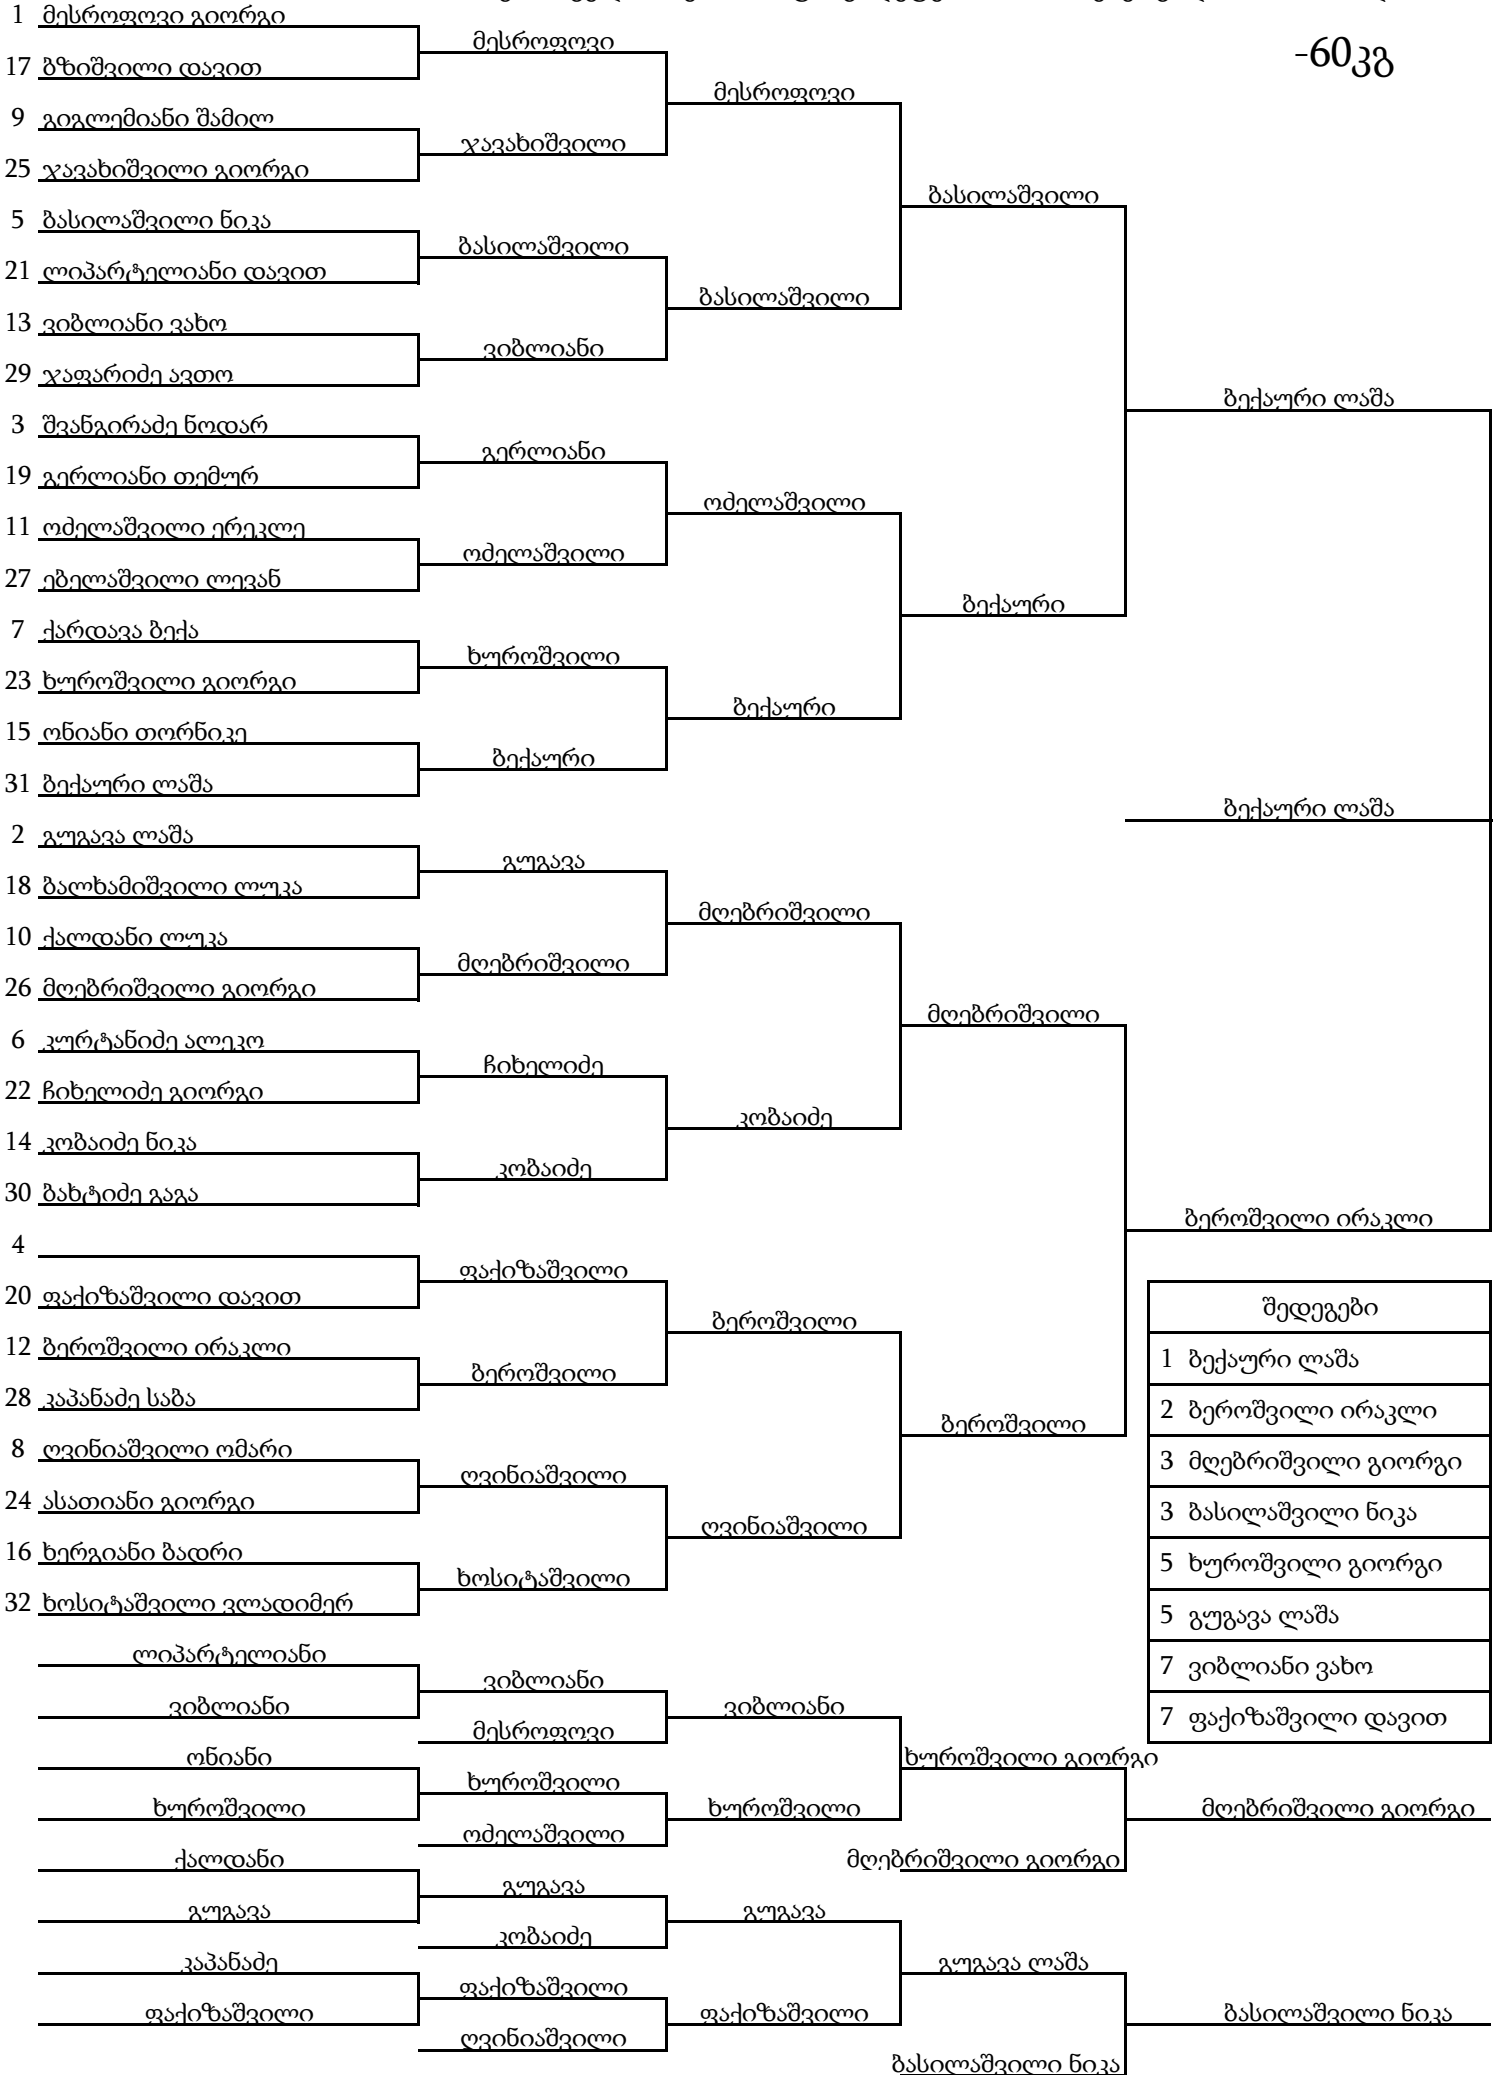 1 მესროფოვი გიორგი
მესროფოვი
-60კგ
17 ბზიშვილი დავით
მესროფოვი
9 გიგლემიანი შამილ
ჯავახიშვილი
25 ჯავახიშვილი გიორგი
ბასილაშვილი
5 ბასილაშვილი ნიკა
ბასილაშვილი
21 ლიპარტელიანი დავით
ბასილაშვილი
13 ვიბლიანი ვახო
ვიბლიანი
29 ჯაფარიძე ავთო
ბექაური ლაშა
3 შვანგირაძე ნოდარ
გერლიანი
19 გერლიანი თემურ
ოძელაშვილი
11 ოძელაშვილი ერეკლე
ოძელაშვილი
27 ებელაშვილი ლევან
ბექაური
7 ქარდავა ბექა
ხუროშვილი
23 ხუროშვილი გიორგი
ბექაური
15 ონიანი თორნიკე
ბექაური
31 ბექაური ლაშა
ბექაური ლაშა
2 გუგავა ლაშა
გუგავა
18 ბალხამიშვილი ლუკა
მღებრიშვილი
10 ქალდანი ლუკა
მღებრიშვილი
26 მღებრიშვილი გიორგი
მღებრიშვილი
6 კურტანიძე ალეკო
ჩიხელიძე
22 ჩიხელიძე გიორგი
კობაიძე
14 კობაიძე ნიკა
კობაიძე
30 ბახტიძე გაგა
ბეროშვილი ირაკლი
4
ფაქიზაშვილი
20 ფაქიზაშვილი დავით
შედეგები
ბეროშვილი
12 ბეროშვილი ირაკლი
1 ბექაური ლაშა
ბეროშვილი
28 კაპანაძე საბა
2 ბეროშვილი ირაკლი
ბეროშვილი
8 ღვინიაშვილი ომარი
3 მღებრიშვილი გიორგი
ღვინიაშვილი
24 ასათიანი გიორგი
3 ბასილაშვილი ნიკა
ღვინიაშვილი
16 ხერგიანი ბადრი
5 ხუროშვილი გიორგი
ხოსიტაშვილი
32 ხოსიტაშვილი ვლადიმერ
5 გუგავა ლაშა
ლიპარტელიანი
7 ვიბლიანი ვახო
ვიბლიანი
ვიბლიანი
ვიბლიანი
7 ფაქიზაშვილი დავით
მესროფოვი
ონიანი
ხუროშვილი გიორგი
ხუროშვილი
ხუროშვილი
ხუროშვილი
მღებრიშვილი გიორგი
ოძელაშვილი
ქალდანი
მღებრიშვილი გიორგი
გუგავა
გუგავა
გუგავა
კობაიძე
კაპანაძე
გუგავა ლაშა
ფაქიზაშვილი
ფაქიზაშვილი
ფაქიზაშვილი
ბასილაშვილი ნიკა
ღვინიაშვილი
ბასილაშვილი ნიკა